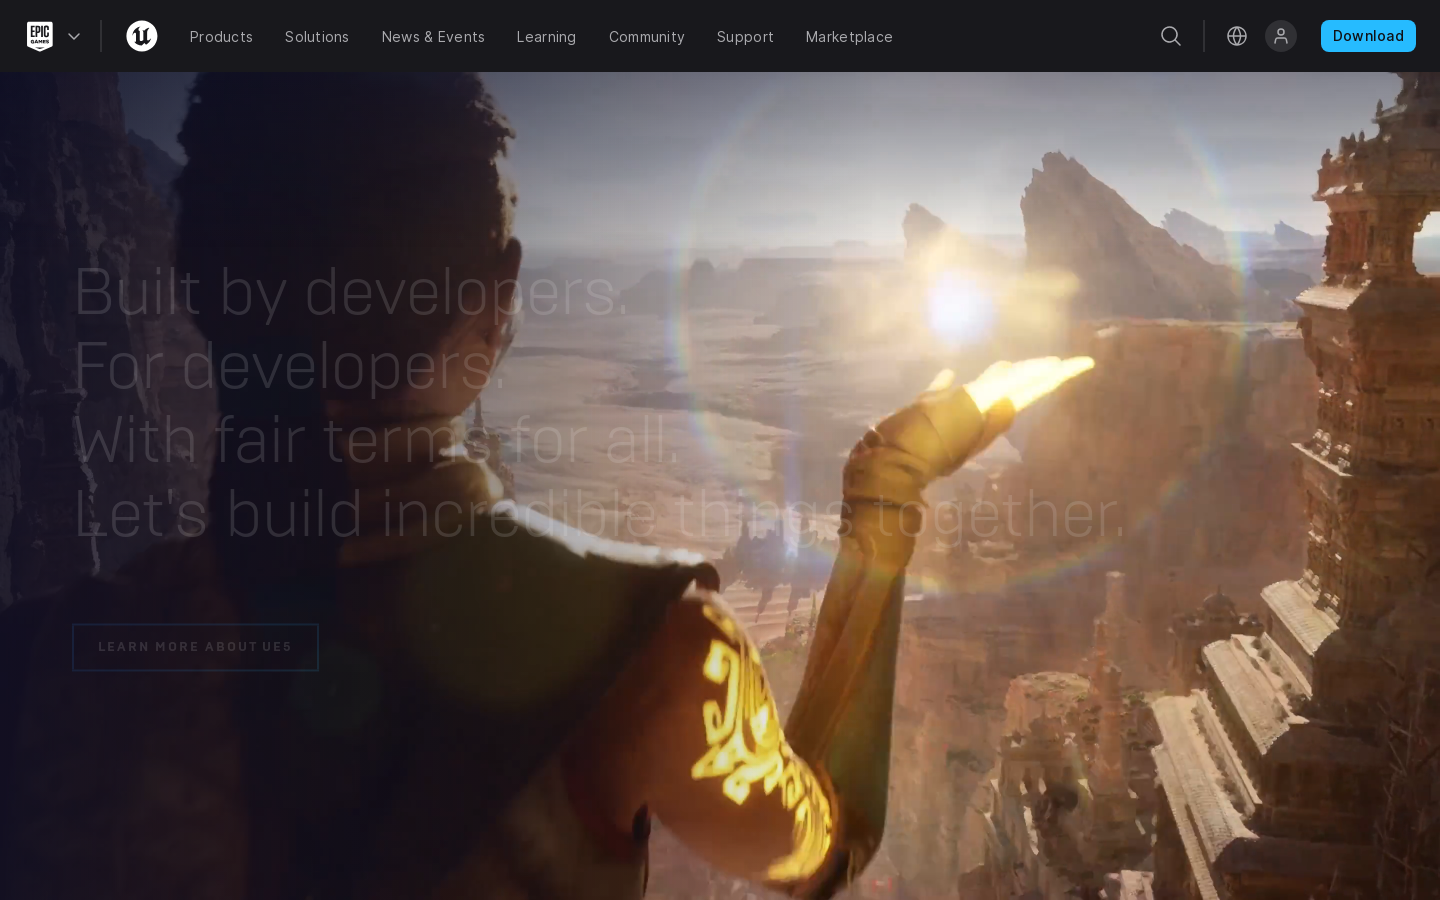 EPIC GAMES
Products Solutions News & Events Learning Community Support Marketplace
Download
Built by developers.
For developers.
With fair terms for all.
Let's build incredible things together.
LEARN MORE ABOUT UE5